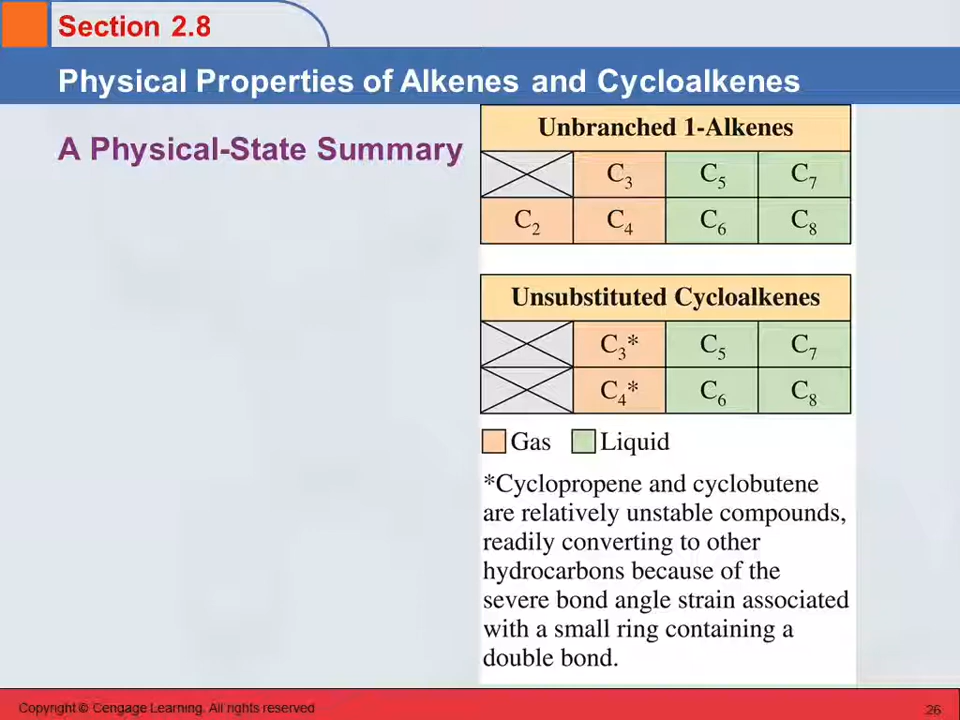 Section 2.8
Physical Properties of Alkenes and Cycloalkenes
A Physical-State Summary
Unbranched 1-Alkenes
C3 C5 C7
C2 C4 C6 C8
Unsubstituted Cycloalkenes
C3* C5 C7
C4* C6 C8
Gas Liquid
*Cyclopropene and cyclobutene
are relatively unstable compounds,
readily converting to other
hydrocarbons because of the
severe bond angle strain associated
with a small ring containing a
double bond.
Copyright © Cengage Learning. All rights reserved
26